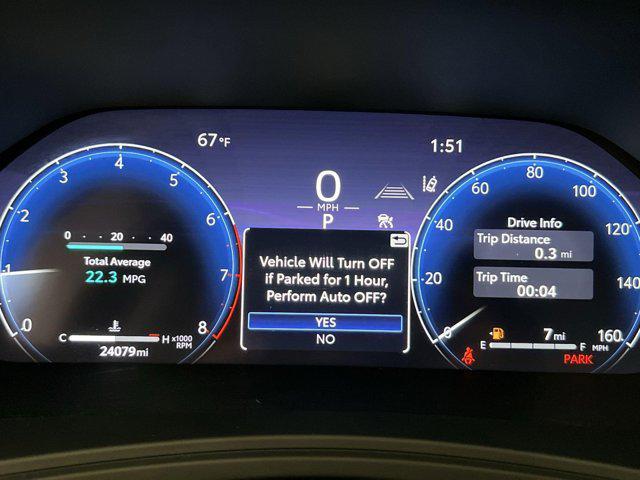 67°F
1:51
0
MPH
P
0 20 40
Total Average
22.3 MPG
0
1
2
3
4
5
6
7
8
x1000
RPM
C H
24079mi
Vehicle Will Turn OFF
if Parked for 1 Hour,
Perform Auto OFF?
YES
NO
0
20
40
60
80
100
120
140
160
MPH
Drive Info
Trip Distance
0.3 mi
Trip Time
00:04
7mi
E F
PARK